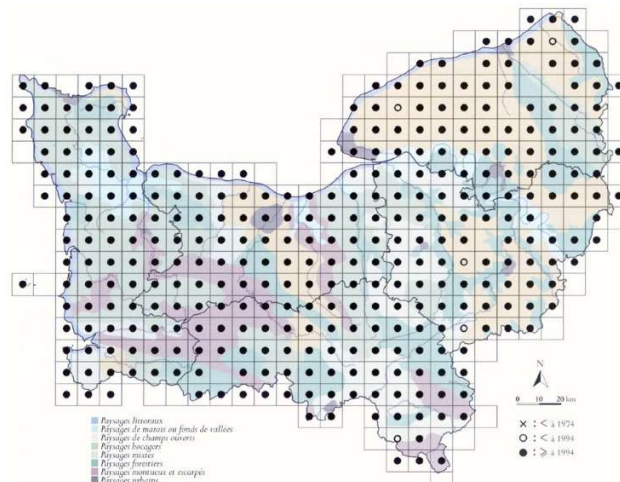 Paysages littoraux
Paysages de marais ou fonds de vallées
Paysages de champs ouverts
Paysages bocagers
Paysages mixtes
Paysages forestiers
Paysages montueux et escarpés
Paysages urbains
N
0 10 20 km
× : < à 1974
○ : < à 1994
● : ≥ à 1994